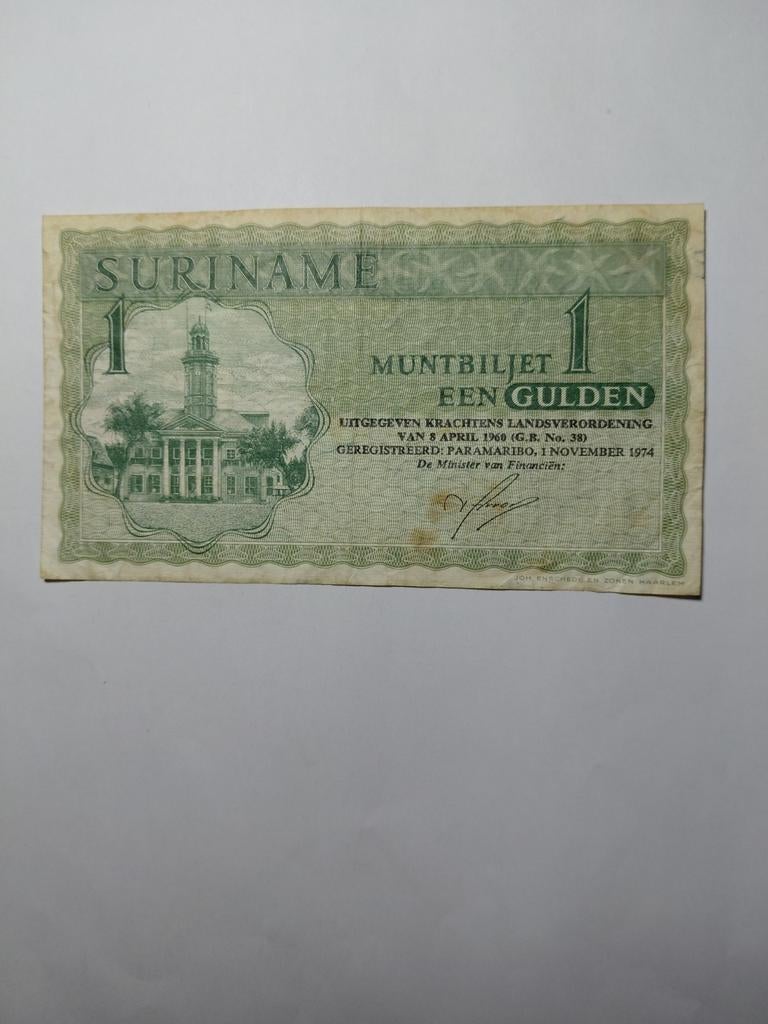 SURINAME
1
1
MUNTBILJET
EEN GULDEN
UITGEGEVEN KRACHTENS LANDSVERORDENING
VAN 8 APRIL 1960 (G.B. No. 38)
GEREGISTREERD: PARAMARIBO, 1 NOVEMBER 1974
De Minister van Financiën:
JOH. ENSCHEDÉ EN ZONEN HAARLEM